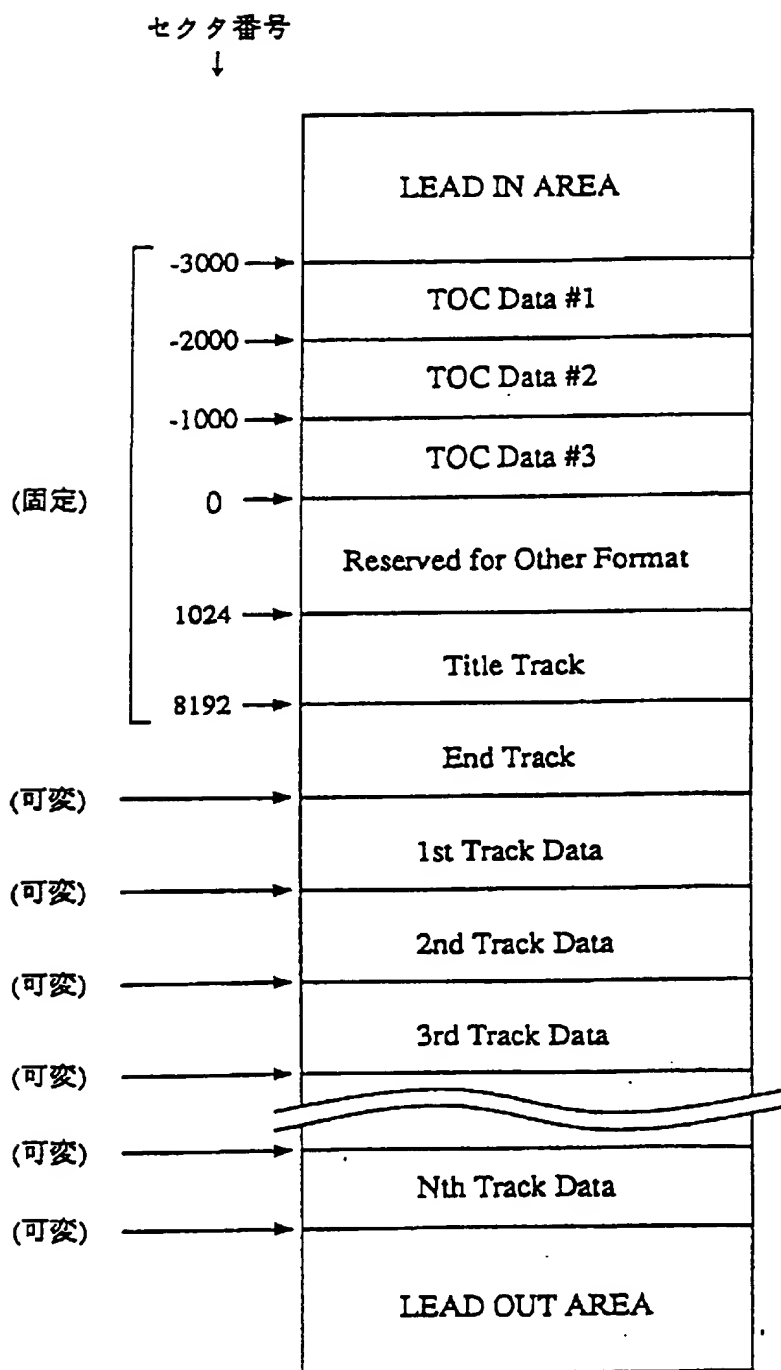 セクタ番号
↓
LEAD IN AREA
-3000
TOC Data #1
-2000
TOC Data #2
-1000
TOC Data #3
(固定)
0
Reserved for Other Format
1024
Title Track
8192
End Track
(可変)
1st Track Data
(可変)
2nd Track Data
(可変)
3rd Track Data
(可変)
(可変)
Nth Track Data
(可変)
LEAD OUT AREA